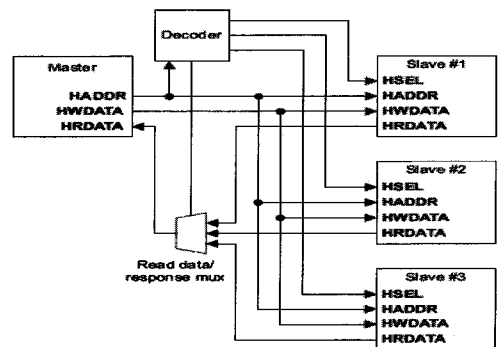 Decoder
Master
HADDR
HWDATA
HRDATA
Slave #1
HSEL
HADDR
HWDATA
HRDATA
Slave #2
HSEL
HADDR
HWDATA
HRDATA
Read data/
response mux
Slave #3
HSEL
HADDR
HWDATA
HRDATA